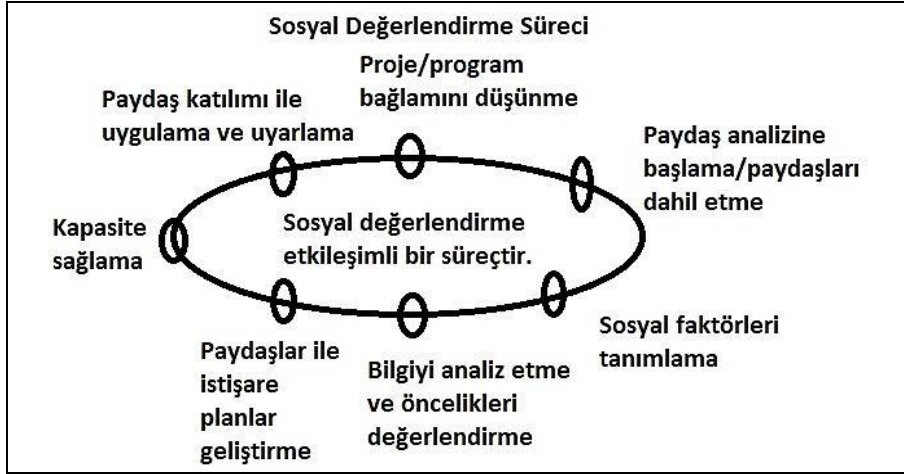 Sosyal Değerlendirme Süreci
Proje/program
bağlamını düşünme
Paydaş katılımı ile
uygulama ve uyarlama
Paydaş analizine
başlama/paydaşları
dahil etme
Kapasite
sağlama
Sosyal değerlendirme
etkileşimli bir süreçtir.
Sosyal faktörleri
tanımlama
Paydaşlar ile
istişare
planlar
geliştirme
Bilgiyi analiz etme
ve öncelikleri
değerlendirme